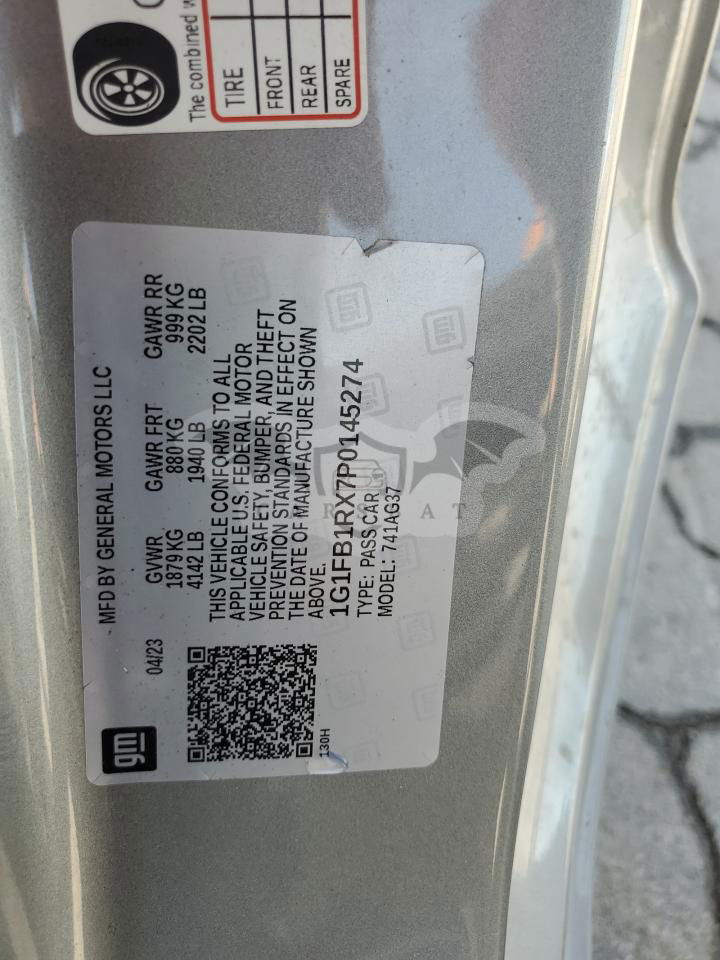 The combined w
TIRE
FRONT
REAR
SPARE
MFD BY GENERAL MOTORS LLC
04/23
GVWR GAWR FRT GAWR RR
1879 KG 880 KG 999 KG
4142 LB 1940 LB 2202 LB
THIS VEHICLE CONFORMS TO ALL
APPLICABLE U.S. FEDERAL MOTOR
VEHICLE SAFETY, BUMPER, AND THEFT
PREVENTION STANDARDS IN EFFECT ON
THE DATE OF MANUFACTURE SHOWN
ABOVE.
1G1FB1RX7P0145274
TYPE: PASS CAR
MODEL: 741AG37
gm
130H